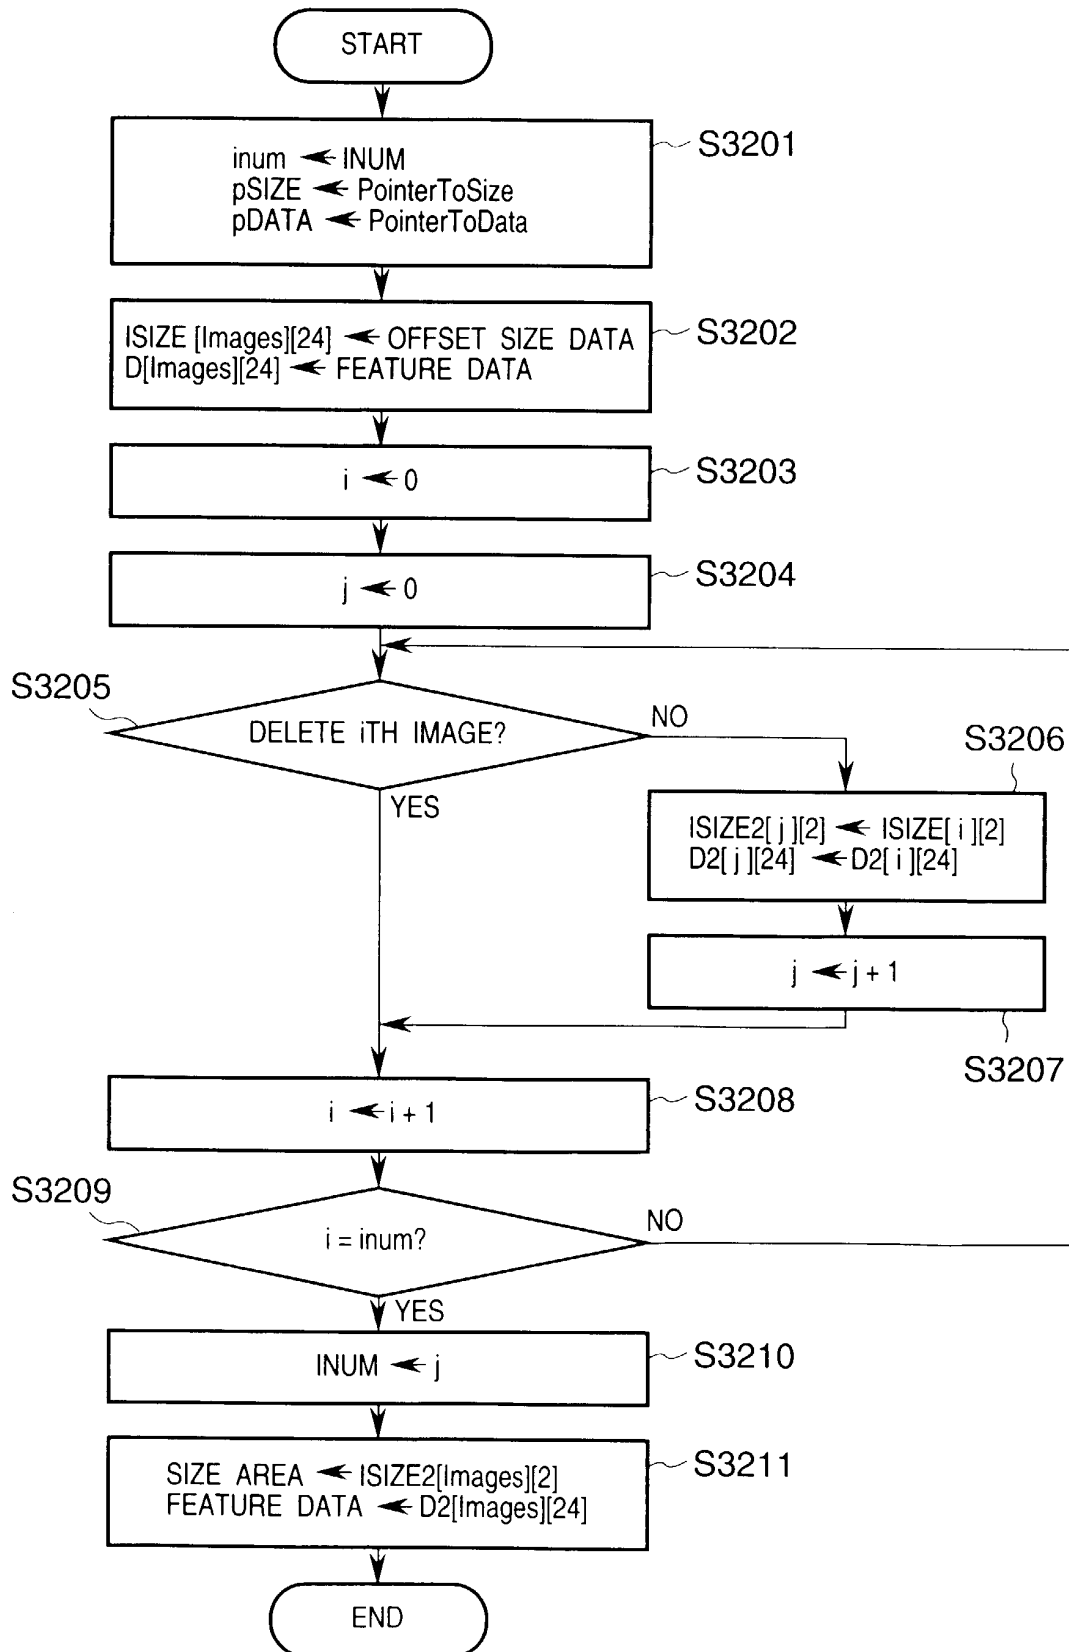 START
S3201
inum ← INUM
pSIZE ← PointerToSize
pDATA ← PointerToData
S3202
ISIZE [Images][24] ← OFFSET SIZE DATA
D[Images][24] ← FEATURE DATA
S3203
i ← 0
S3204
j ← 0
S3205
DELETE iTH IMAGE?
NO
YES
S3206
ISIZE2[ j ][2] ← ISIZE[ i ][2]
D2[ j ][24] ← D2[ i ][24]
j ← j + 1
S3207
S3208
i ← i + 1
S3209
i = inum?
NO
YES
S3210
INUM ← j
S3211
SIZE AREA ← ISIZE2[Images][2]
FEATURE DATA ← D2[Images][24]
END